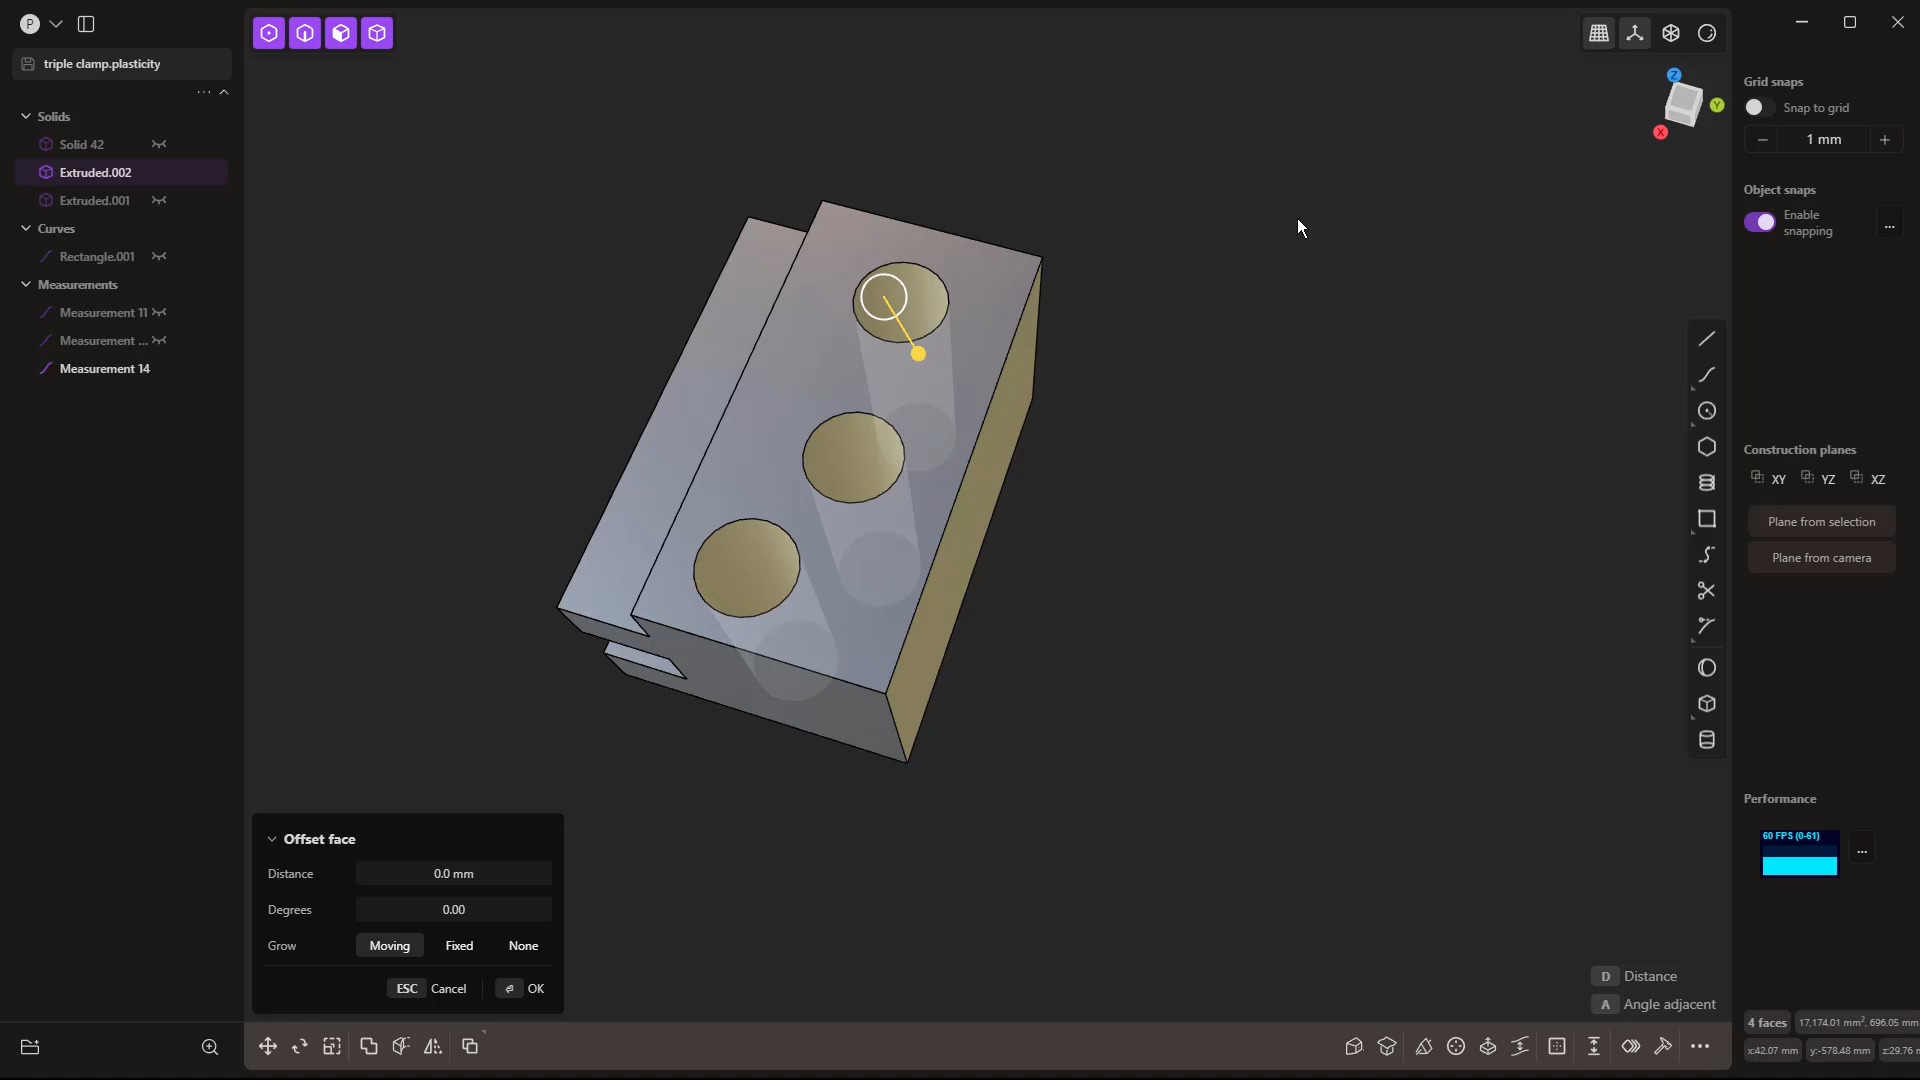 P
triple clamp.plasticity
Solids
Solid 42
Extruded.002
Extruded.001
Curves
Rectangle.001
Measurements
Measurement 11
Measurement ...
Measurement 14
Z
Y
X
Grid snaps
Snap to grid
1 mm
Object snaps
Enable
snapping
...
Construction planes
XY YZ XZ
Plane from selection
Plane from camera
Performance
60 FPS (0-61)
...
Offset face
Distance 0.0 mm
Degrees 0.00
Grow Moving Fixed None
ESC Cancel OK
D Distance
A Angle adjacent
4 faces 17,174.01 mm², 696.05 mm
x:42.07 mm y:-578.48 mm z:29.76 m